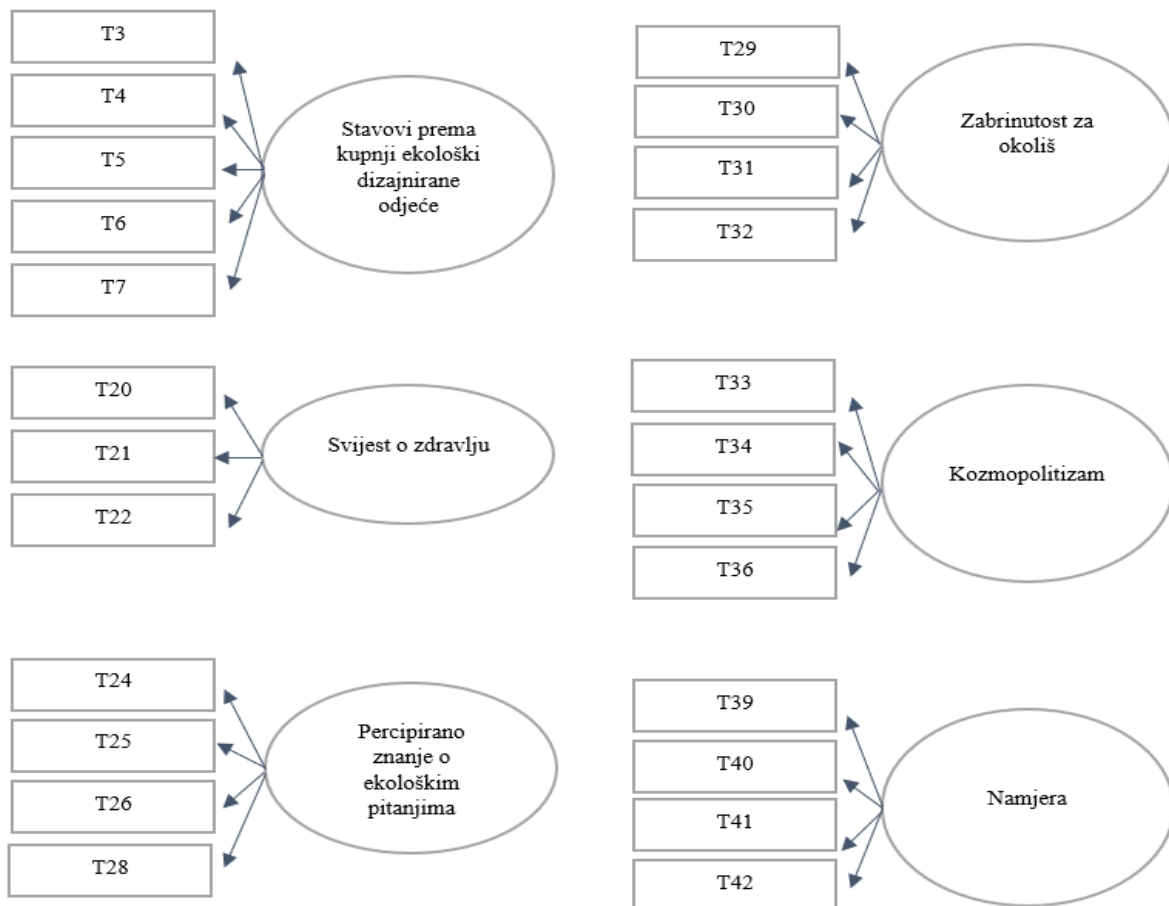 T3
T4
T5
T6
T7
Stavovi prema
kupnji ekološki
dizajnirane
odjeće
T29
T30
T31
T32
Zabrinutost za
okoliš
T20
T21
T22
Svijest o zdravlju
T33
T34
T35
T36
Kozmopolitizam
T24
T25
T26
T28
Percipirano
znanje o
ekološkim
pitanjima
T39
T40
T41
T42
Namjera